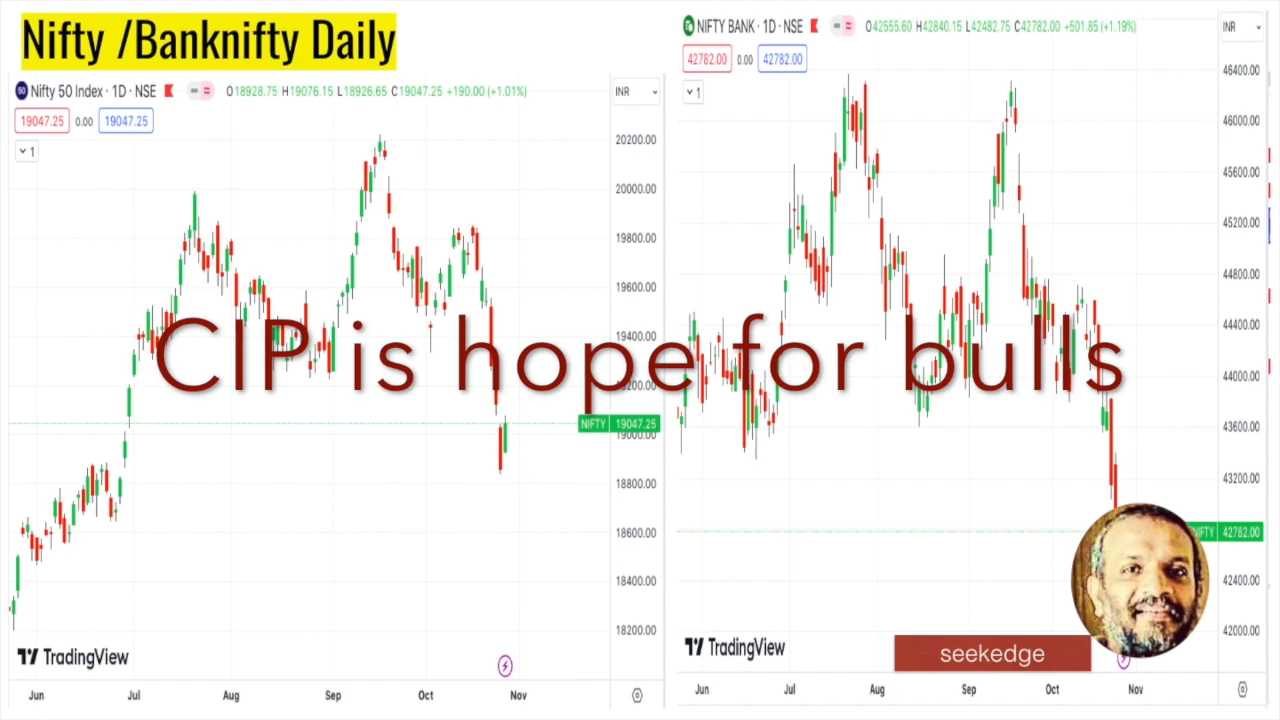 Nifty /Banknifty Daily
Nifty 50 Index · 1D · NSE O18928.75 H19076.15 L18926.65 C19047.25 +190.00 (+1.01%)
INR
19047.25 0.00 19047.25
1
20200.00
20000.00
19800.00
19600.00
19400.00
19200.00
NIFTY 19047.25
19000.00
18800.00
18600.00
18400.00
18200.00
TradingView
Jun Jul Aug Sep Oct Nov
NIFTY BANK · 1D · NSE O42555.60 H42840.15 L42482.75 C42782.00 +501.85 (+1.19%)
INR
42782.00 0.00 42782.00
1
46400.00
46000.00
45600.00
45200.00
44800.00
44400.00
44000.00
43600.00
43200.00
NIFTY 42782.00
42400.00
42000.00
TradingView
Jun Jul Aug Sep Oct Nov
CIP is hope for bulls
seekedge